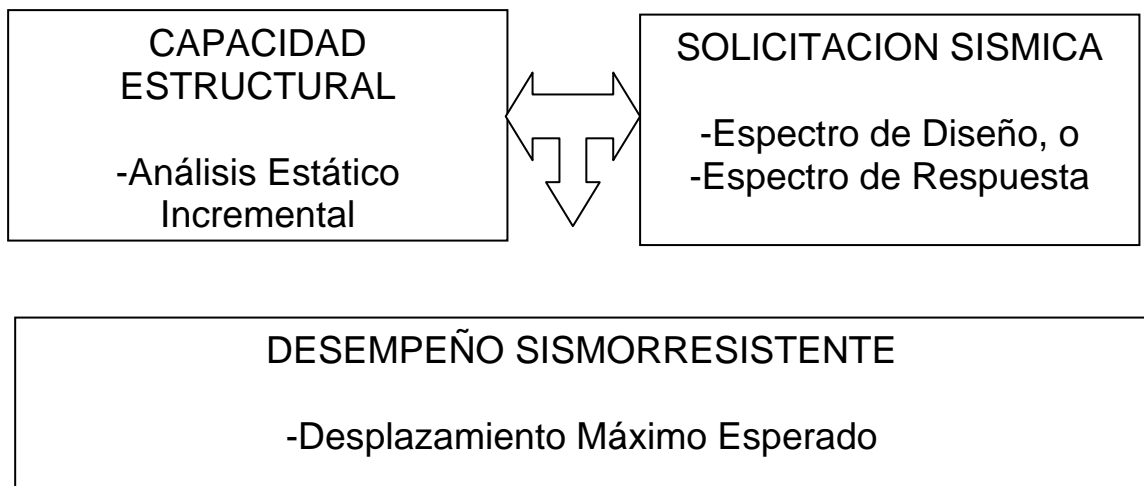 CAPACIDAD
ESTRUCTURAL
-Análisis Estático
Incremental
SOLICITACION SISMICA
-Espectro de Diseño, o
-Espectro de Respuesta
DESEMPEÑO SISMORRESISTENTE
-Desplazamiento Máximo Esperado